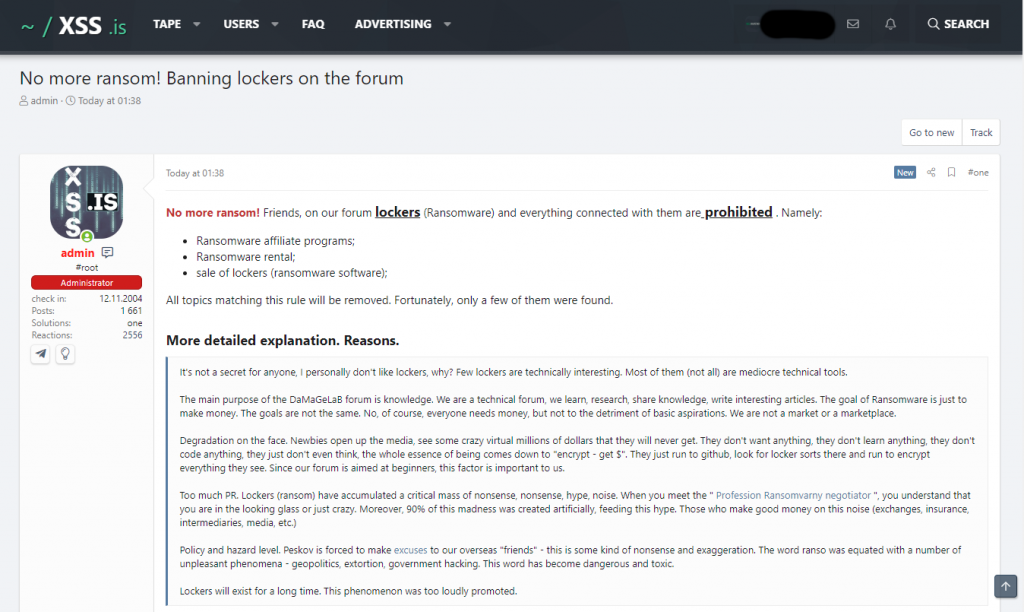 ~ / XSS .is TAPE USERS FAQ ADVERTISING SEARCH
No more ransom! Banning lockers on the forum
admin · Today at 01:38
Go to new Track
XSS.IS
admin
#root
Administrator
check in: 12.11.2004
Posts: 1 661
Solutions: one
Reactions: 2556
Today at 01:38 New #one
No more ransom! Friends, on our forum lockers (Ransomware) and everything connected with them are prohibited . Namely:
Ransomware affiliate programs;
Ransomware rental;
sale of lockers (ransomware software);
All topics matching this rule will be removed. Fortunately, only a few of them were found.
More detailed explanation. Reasons.
It's not a secret for anyone, I personally don't like lockers, why? Few lockers are technically interesting. Most of them (not all) are mediocre technical tools.
The main purpose of the DaMaGeLaB forum is knowledge. We are a technical forum, we learn, research, share knowledge, write interesting articles. The goal of Ransomware is just to
make money. The goals are not the same. No, of course, everyone needs money, but not to the detriment of basic aspirations. We are not a market or a marketplace.
Degradation on the face. Newbies open up the media, see some crazy virtual millions of dollars that they will never get. They don't want anything, they don't learn anything, they don't
code anything, they just don't even think, the whole essence of being comes down to "encrypt - get $". They just run to github, look for locker sorts there and run to encrypt
everything they see. Since our forum is aimed at beginners, this factor is important to us.
Too much PR. Lockers (ransom) have accumulated a critical mass of nonsense, nonsense, hype, noise. When you meet the " Profession Ransomvarny negotiator ", you understand that
you are in the looking glass or just crazy. Moreover, 90% of this madness was created artificially, feeding this hype. Those who make good money on this noise (exchanges, insurance,
intermediaries, media, etc.)
Policy and hazard level. Peskov is forced to make excuses to our overseas "friends" - this is some kind of nonsense and exaggeration. The word ranso was equated with a number of
unpleasant phenomena - geopolitics, extortion, government hacking. This word has become dangerous and toxic.
Lockers will exist for a long time. This phenomenon was too loudly promoted.